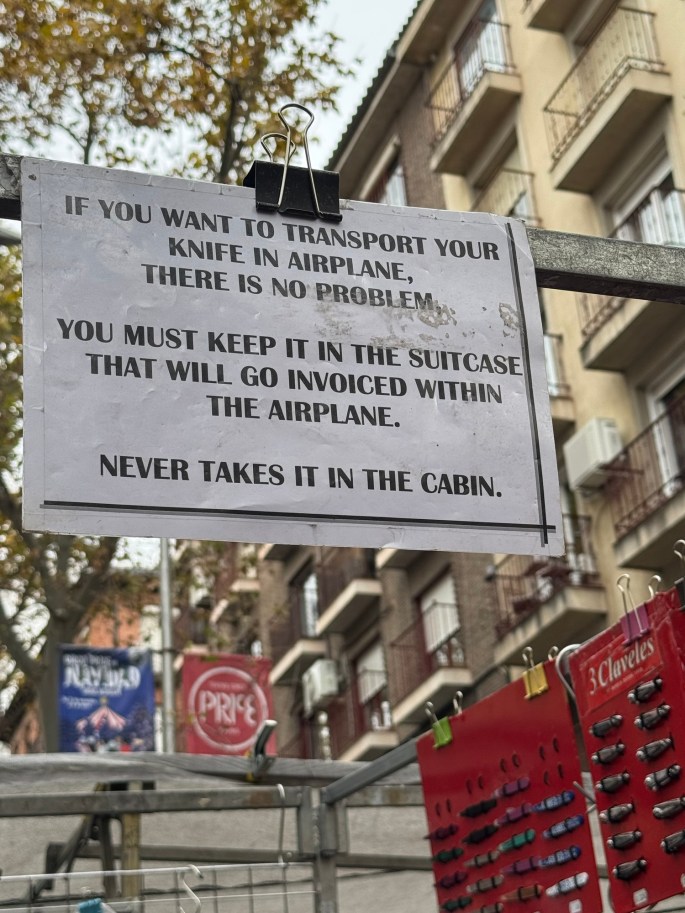 IF YOU WANT TO TRANSPORT YOUR
KNIFE IN AIRPLANE,
THERE IS NO PROBLEM.
YOU MUST KEEP IT IN THE SUITCASE
THAT WILL GO INVOICED WITHIN
THE AIRPLANE.
NEVER TAKES IT IN THE CABIN.
NAVIDAD
3 Claveles